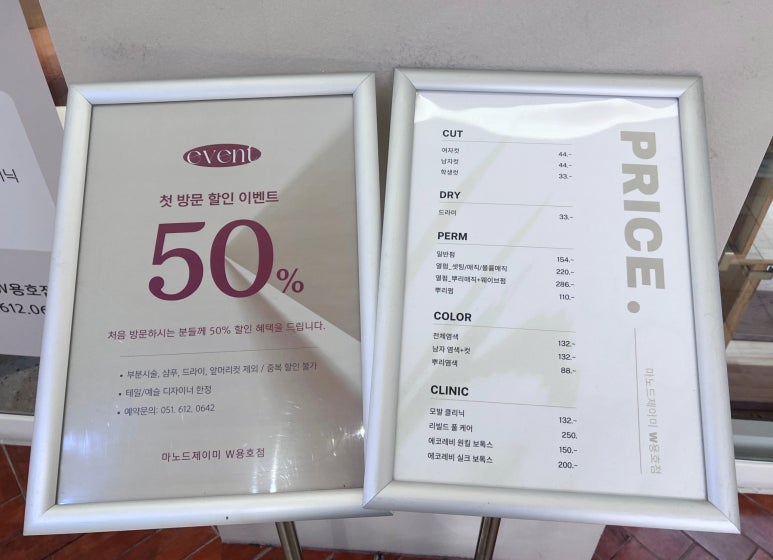 event
첫 방문 할인 이벤트
50%
처음 방문하시는 분들께 50% 할인 혜택을 드립니다.
• 부분시술, 샴푸, 드라이, 앞머리컷 제외 / 중복 할인 불가
• 테일/예슬 디자이너 한정
• 예약문의: 051. 612. 0642
마노드제이미 W용호점
PRICE.
마노드제이미 W용호점
CUT
여자컷 44.-
남자컷 44.-
학생컷 33.-
DRY
드라이 33.-
PERM
일반펌 154.-
열펌_셋팅/매직/볼륨매직 220.-
열펌_뿌리매직+웨이브펌 286.-
뿌리펌 110.-
COLOR
전체염색 132.-
남자 염색+컷 132.-
뿌리염색 88.-
CLINIC
모발 클리닉 132.-
리빌드 풀 케어 250.
에코레비 원킬 보톡스 150.-
에코레비 실크 보톡스 200.-
닉
W용호점
.612.06